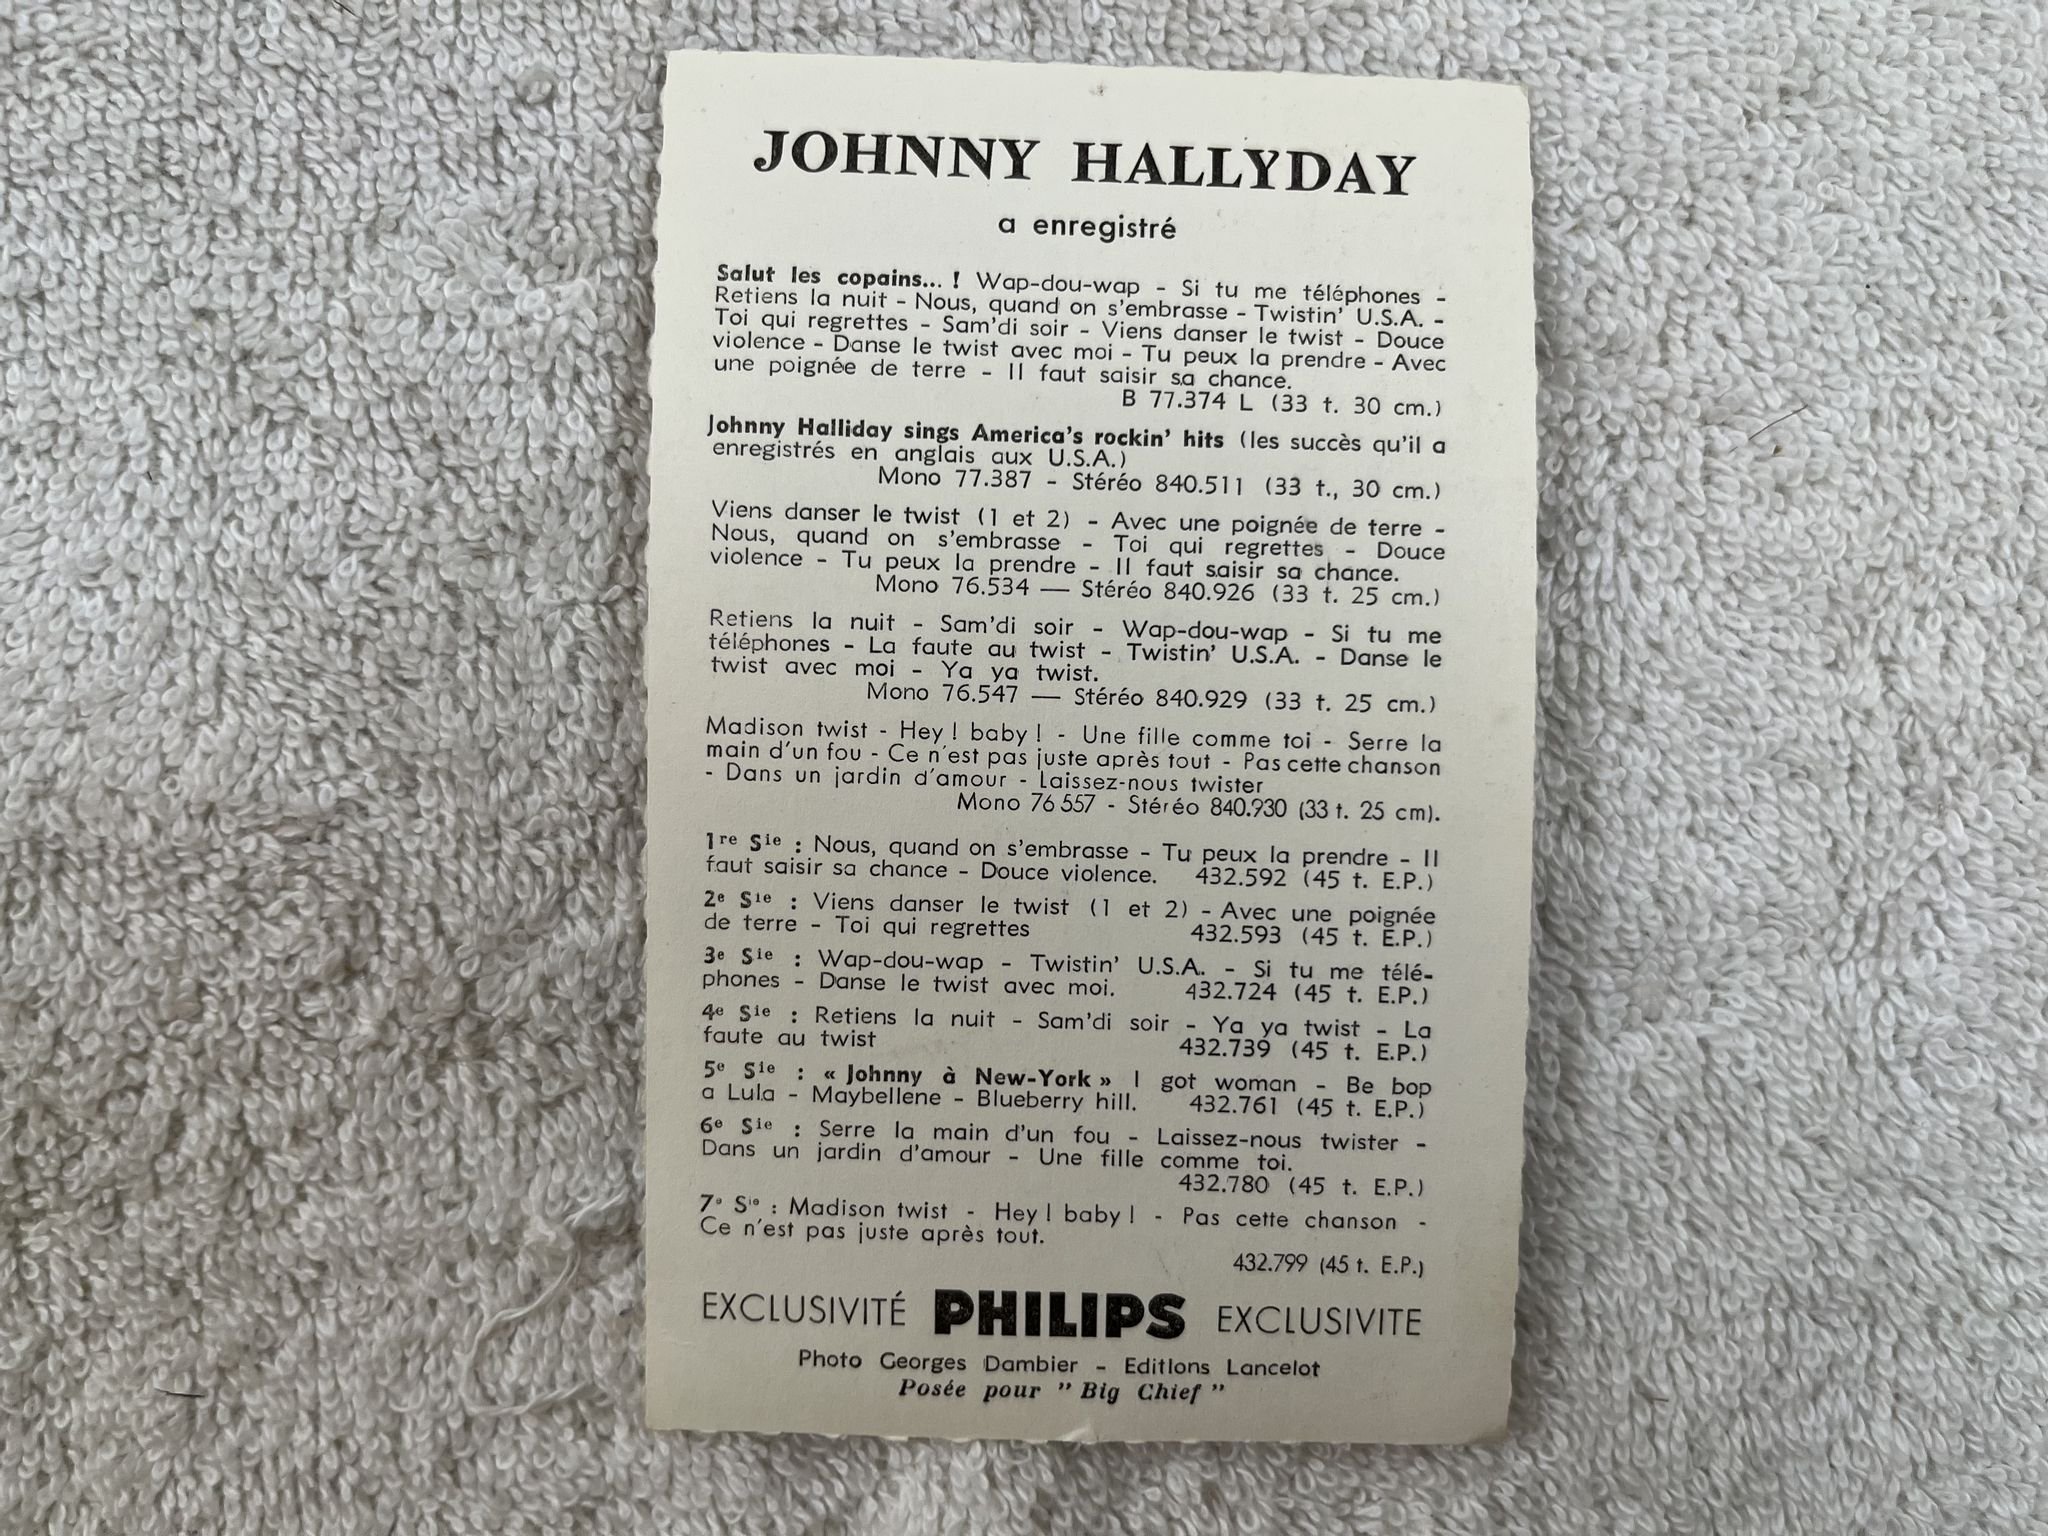 JOHNNY HALLYDAY
a enregistré
Salut les copains... ! Wap-dou-wap - Si tu me téléphones -
Retiens la nuit - Nous, quand on s'embrasse - Twistin' U.S.A. -
Toi qui regrettes - Sam'di soir - Viens danser le twist - Douce
violence - Danse le twist avec moi - Tu peux la prendre - Avec
une poignée de terre - Il faut saisir sa chance.
B 77.374 L (33 t. 30 cm.)
Johnny Halliday sings America's rockin' hits (les succès qu'il a
enregistrés en anglais aux U.S.A.)
Mono 77.387 - Stéréo 840.511 (33 t., 30 cm.)
Viens danser le twist (1 et 2) - Avec une poignée de terre -
Nous, quand on s'embrasse - Toi qui regrettes - Douce
violence - Tu peux la prendre - Il faut saisir sa chance.
Mono 76.534 — Stéréo 840.926 (33 t. 25 cm.)
Retiens la nuit - Sam'di soir - Wap-dou-wap - Si tu me
téléphones - La faute au twist - Twistin' U.S.A. - Danse le
twist avec moi - Ya ya twist.
Mono 76.547 — Stéréo 840.929 (33 t. 25 cm.)
Madison twist - Hey ! baby ! - Une fille comme toi - Serre la
main d'un fou - Ce n'est pas juste après tout - Pas cette chanson
- Dans un jardin d'amour - Laissez-nous twister
Mono 76 557 - Stéréo 840.930 (33 t. 25 cm).
1re Sie : Nous, quand on s'embrasse - Tu peux la prendre - Il
faut saisir sa chance - Douce violence. 432.592 (45 t. E.P.)
2e Sie : Viens danser le twist (1 et 2) - Avec une poignée
de terre - Toi qui regrettes 432.593 (45 t. E.P.)
3e Sie : Wap-dou-wap - Twistin' U.S.A. - Si tu me télé-
phones - Danse le twist avec moi. 432.724 (45 t. E.P.)
4e Sie : Retiens la nuit - Sam'di soir - Ya ya twist - La
faute au twist 432.739 (45 t. E.P.)
5e Sie : « Johnny à New-York » I got woman - Be bop
a Lula - Maybellene - Blueberry hill. 432.761 (45 t. E.P.)
6e Sie : Serre la main d'un fou - Laissez-nous twister -
Dans un jardin d'amour - Une fille comme toi.
432.780 (45 t. E.P.)
7e Sie : Madison twist - Hey ! baby ! - Pas cette chanson -
Ce n'est pas juste après tout.
432.799 (45 t. E.P.)
EXCLUSIVITÉ PHILIPS EXCLUSIVITE
Photo Georges Dambier - Editions Lancelot
Posée pour " Big Chief "